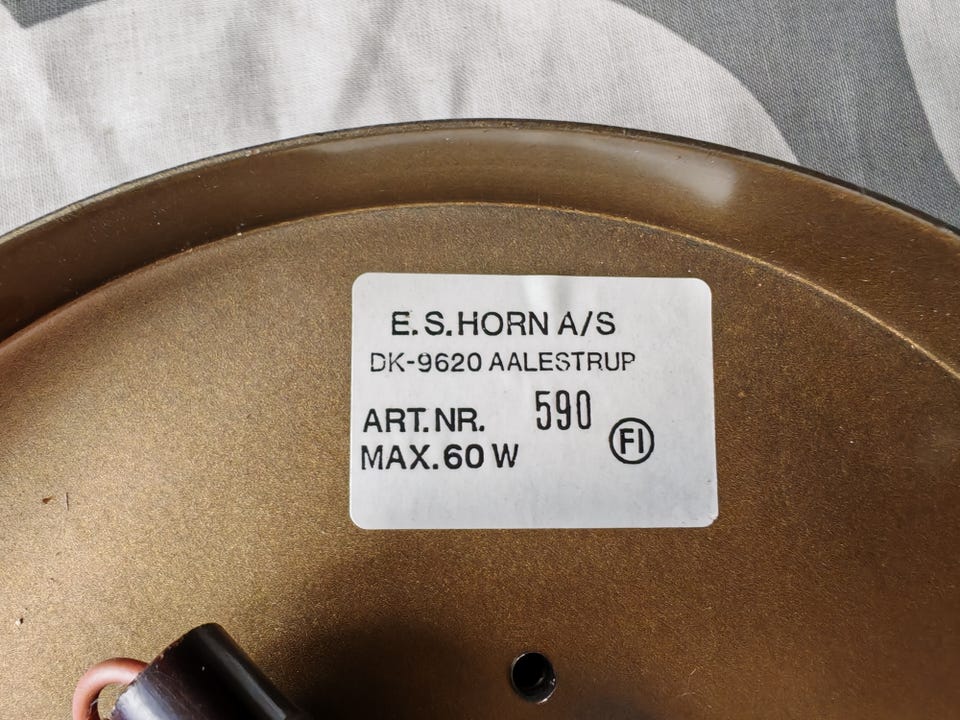 E. S. HORN A/S
DK-9620 AALESTRUP
ART. NR. 590
MAX. 60 W FI